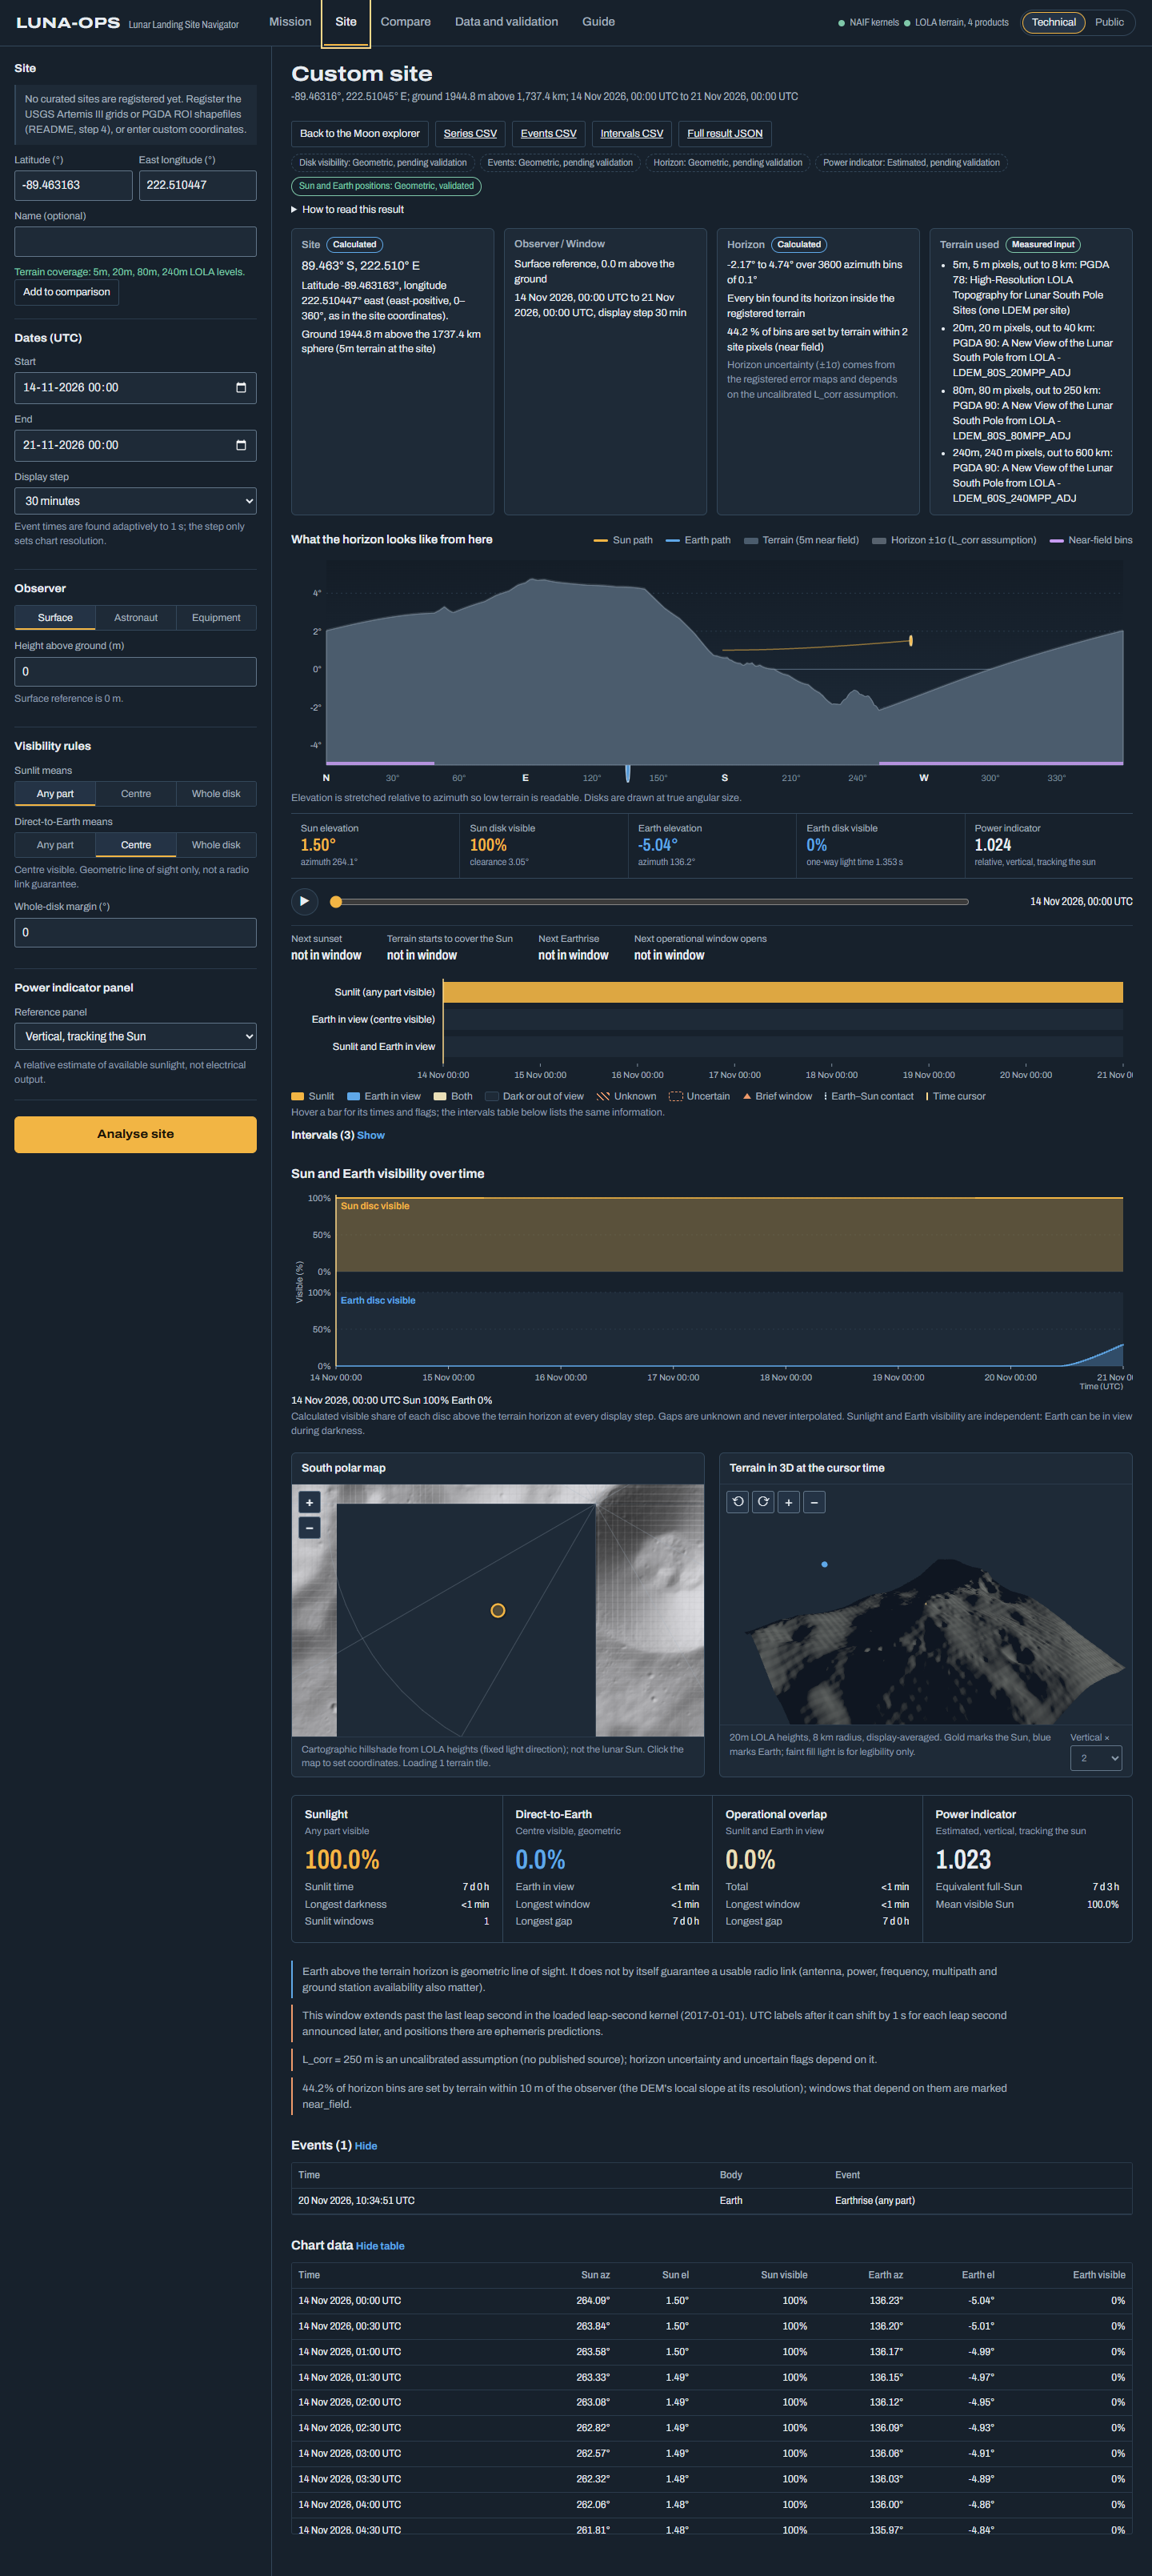 LUNA-OPS Lunar Landing Site Navigator
Mission
Site
Compare
Data and validation
Guide
NAIF kernels
LOLA terrain, 4 products
Technical
Public
Site
No curated sites are registered yet. Register the
USGS Artemis III grids or PGDA ROI shapefiles
(README, step 4), or enter custom coordinates.
Latitude (°)
East longitude (°)
-89.463163
222.510447
Name (optional)
Terrain coverage: 5m, 20m, 80m, 240m LOLA levels.
Add to comparison
Dates (UTC)
Start
14-11-2026 00:00
End
21-11-2026 00:00
Display step
30 minutes
Event times are found adaptively to 1 s; the step only
sets chart resolution.
Observer
Surface
Astronaut
Equipment
Height above ground (m)
0
Surface reference is 0 m.
Visibility rules
Sunlit means
Any part
Centre
Whole disk
Direct-to-Earth means
Any part
Centre
Whole disk
Centre visible. Geometric line of sight only, not a radio
link guarantee.
Whole-disk margin (°)
0
Power indicator panel
Reference panel
Vertical, tracking the Sun
A relative estimate of available sunlight, not electrical
output.
Analyse site
Custom site
-89.46316°, 222.51045° E; ground 1944.8 m above 1,737.4 km; 14 Nov 2026, 00:00 UTC to 21 Nov 2026, 00:00 UTC
Back to the Moon explorer
Series CSV
Events CSV
Intervals CSV
Full result JSON
Disk visibility: Geometric, pending validation
Events: Geometric, pending validation
Horizon: Geometric, pending validation
Power indicator: Estimated, pending validation
Sun and Earth positions: Geometric, validated
How to read this result
Site Calculated
89.463° S, 222.510° E
Latitude -89.463163°, longitude
222.510447° east (east-positive, 0–
360°, as in the site coordinates).
Ground 1944.8 m above the 1737.4 km
sphere (5m terrain at the site)
Observer / Window
Surface reference, 0.0 m above the
ground
14 Nov 2026, 00:00 UTC to 21 Nov
2026, 00:00 UTC, display step 30 min
Horizon Calculated
-2.17° to 4.74° over 3600 azimuth bins
of 0.1°
Every bin found its horizon inside the
registered terrain
44.2 % of bins are set by terrain within 2
site pixels (near field)
Horizon uncertainty (±1σ) comes from
the registered error maps and depends
on the uncalibrated L_corr assumption.
Terrain used Measured input
5m, 5 m pixels, out to 8 km: PGDA
78: High-Resolution LOLA
Topography for Lunar South Pole
Sites (one LDEM per site)
20m, 20 m pixels, out to 40 km:
PGDA 90: A New View of the Lunar
South Pole from LOLA -
LDEM_80S_20MPP_ADJ
80m, 80 m pixels, out to 250 km:
PGDA 90: A New View of the Lunar
South Pole from LOLA -
LDEM_80S_80MPP_ADJ
240m, 240 m pixels, out to 600 km:
PGDA 90: A New View of the Lunar
South Pole from LOLA -
LDEM_60S_240MPP_ADJ
What the horizon looks like from here
Sun path
Earth path
Terrain (5m near field)
Horizon ±1σ (L_corr assumption)
Near-field bins
4°
2°
0°
-2°
-4°
N 30° 60° E 120° 150° S 210° 240° W 300° 330°
Elevation is stretched relative to azimuth so low terrain is readable. Disks are drawn at true angular size.
Sun elevation
1.50°
azimuth 264.1°
Sun disk visible
100%
clearance 3.05°
Earth elevation
-5.04°
azimuth 136.2°
Earth disk visible
0%
one-way light time 1.353 s
Power indicator
1.024
relative, vertical, tracking the sun
14 Nov 2026, 00:00 UTC
Next sunset
not in window
Terrain starts to cover the Sun
not in window
Next Earthrise
not in window
Next operational window opens
not in window
Sunlit (any part visible)
Earth in view (centre visible)
Sunlit and Earth in view
14 Nov 00:00 15 Nov 00:00 16 Nov 00:00 17 Nov 00:00 18 Nov 00:00 19 Nov 00:00 20 Nov 00:00 21 Nov 0
Sunlit
Earth in view
Both
Dark or out of view
Unknown
Uncertain
Brief window
Earth–Sun contact
Time cursor
Hover a bar for its times and flags; the intervals table below lists the same information.
Intervals (3) Show
Sun and Earth visibility over time
100%
Sun disc visible
50%
0%
Visible (%)
100%
Earth disc visible
50%
0%
14 Nov 00:00 15 Nov 00:00 16 Nov 00:00 17 Nov 00:00 18 Nov 00:00 19 Nov 00:00 20 Nov 00:00 21 Nov 0
Time (UTC)
14 Nov 2026, 00:00 UTC Sun 100% Earth 0%
Calculated visible share of each disc above the terrain horizon at every display step. Gaps are unknown and never interpolated. Sunlight and Earth visibility are independent: Earth can be in view
during darkness.
South polar map
+
−
Cartographic hillshade from LOLA heights (fixed light direction); not the lunar Sun. Click the
map to set coordinates. Loading 1 terrain tile.
Terrain in 3D at the cursor time
+ −
20m LOLA heights, 8 km radius, display-averaged. Gold marks the Sun, blue
marks Earth; faint fill light is for legibility only.
Vertical ×
2
Sunlight
Any part visible
100.0%
Sunlit time 7 d 0 h
Longest darkness <1 min
Sunlit windows 1
Direct-to-Earth
Centre visible, geometric
0.0%
Earth in view <1 min
Longest window <1 min
Longest gap 7 d 0 h
Operational overlap
Sunlit and Earth in view
0.0%
Total <1 min
Longest window <1 min
Longest gap 7 d 0 h
Power indicator
Estimated, vertical, tracking the sun
1.023
Equivalent full-Sun 7 d 3 h
Mean visible Sun 100.0%
Earth above the terrain horizon is geometric line of sight. It does not by itself guarantee a usable radio link (antenna, power, frequency, multipath and
ground station availability also matter).
This window extends past the last leap second in the loaded leap-second kernel (2017-01-01). UTC labels after it can shift by 1 s for each leap second
announced later, and positions there are ephemeris predictions.
L_corr = 250 m is an uncalibrated assumption (no published source); horizon uncertainty and uncertain flags depend on it.
44.2% of horizon bins are set by terrain within 10 m of the observer (the DEM's local slope at its resolution); windows that depend on them are marked
near_field.
Events (1) Hide
Time Body Event
20 Nov 2026, 10:34:51 UTC Earth Earthrise (any part)
Chart data Hide table
Time Sun az Sun el Sun visible Earth az Earth el Earth visible
14 Nov 2026, 00:00 UTC 264.09° 1.50° 100% 136.23° -5.04° 0%
14 Nov 2026, 00:30 UTC 263.84° 1.50° 100% 136.20° -5.01° 0%
14 Nov 2026, 01:00 UTC 263.58° 1.50° 100% 136.17° -4.99° 0%
14 Nov 2026, 01:30 UTC 263.33° 1.49° 100% 136.15° -4.97° 0%
14 Nov 2026, 02:00 UTC 263.08° 1.49° 100% 136.12° -4.95° 0%
14 Nov 2026, 02:30 UTC 262.82° 1.49° 100% 136.09° -4.93° 0%
14 Nov 2026, 03:00 UTC 262.57° 1.49° 100% 136.06° -4.91° 0%
14 Nov 2026, 03:30 UTC 262.32° 1.48° 100% 136.03° -4.89° 0%
14 Nov 2026, 04:00 UTC 262.06° 1.48° 100% 136.00° -4.86° 0%
14 Nov 2026, 04:30 UTC 261.81° 1.48° 100% 135.97° -4.84° 0%